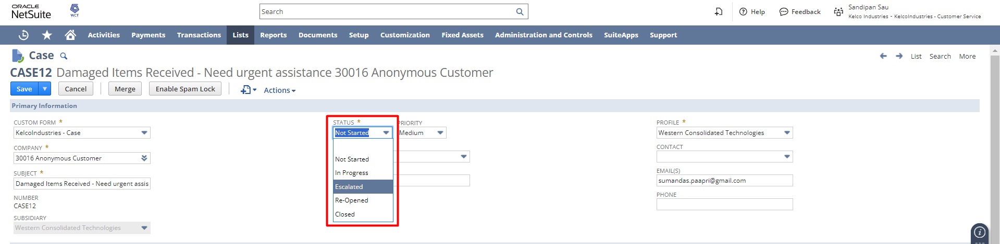 ORACLE
NetSuite
WCT
Search
Help
Feedback
Sandipan Sau
Kelco Industries - KelcoIndustries - Customer Service
Activities Payments Transactions Lists Reports Documents Setup Customization Fixed Assets Administration and Controls SuiteApps Support
Case
List Search More
CASE12 Damaged Items Received - Need urgent assistance 30016 Anonymous Customer
Save Cancel Merge Enable Spam Lock Actions
Primary Information
CUSTOM FORM *
KelcoIndustries - Case
COMPANY *
30016 Anonymous Customer
SUBJECT *
Damaged Items Received - Need urgent assis
NUMBER
CASE12
SUBSIDIARY
Western Consolidated Technologies
STATUS *
Not Started
Not Started
In Progress
Escalated
Re-Opened
Closed
PRIORITY
Medium
PROFILE *
Western Consolidated Technologies
CONTACT
EMAIL(S)
sumandas.paapri@gmail.com
PHONE